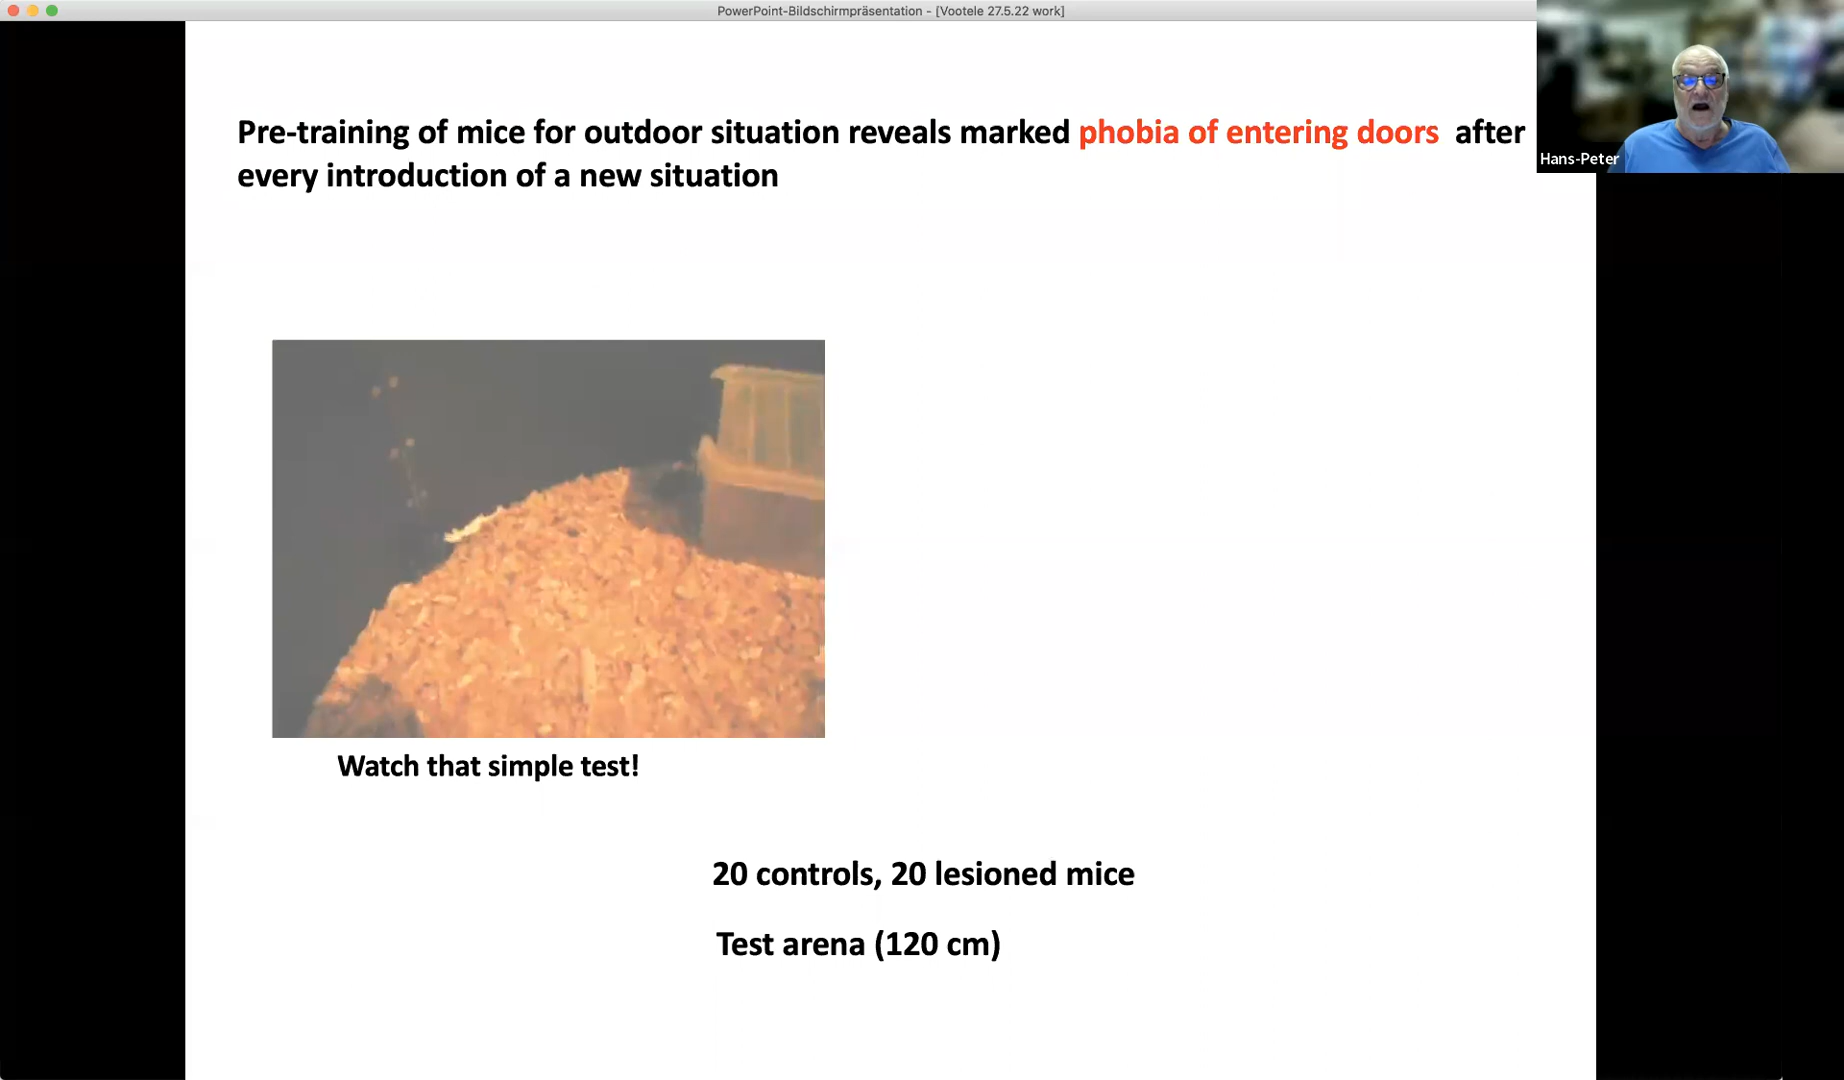 PowerPoint-Bildschirmpräsentation - [Vootele 27.5.22 work]
Hans-Peter
Pre-training of mice for outdoor situation reveals marked phobia of entering doors after
every introduction of a new situation
Watch that simple test!
20 controls, 20 lesioned mice
Test arena (120 cm)